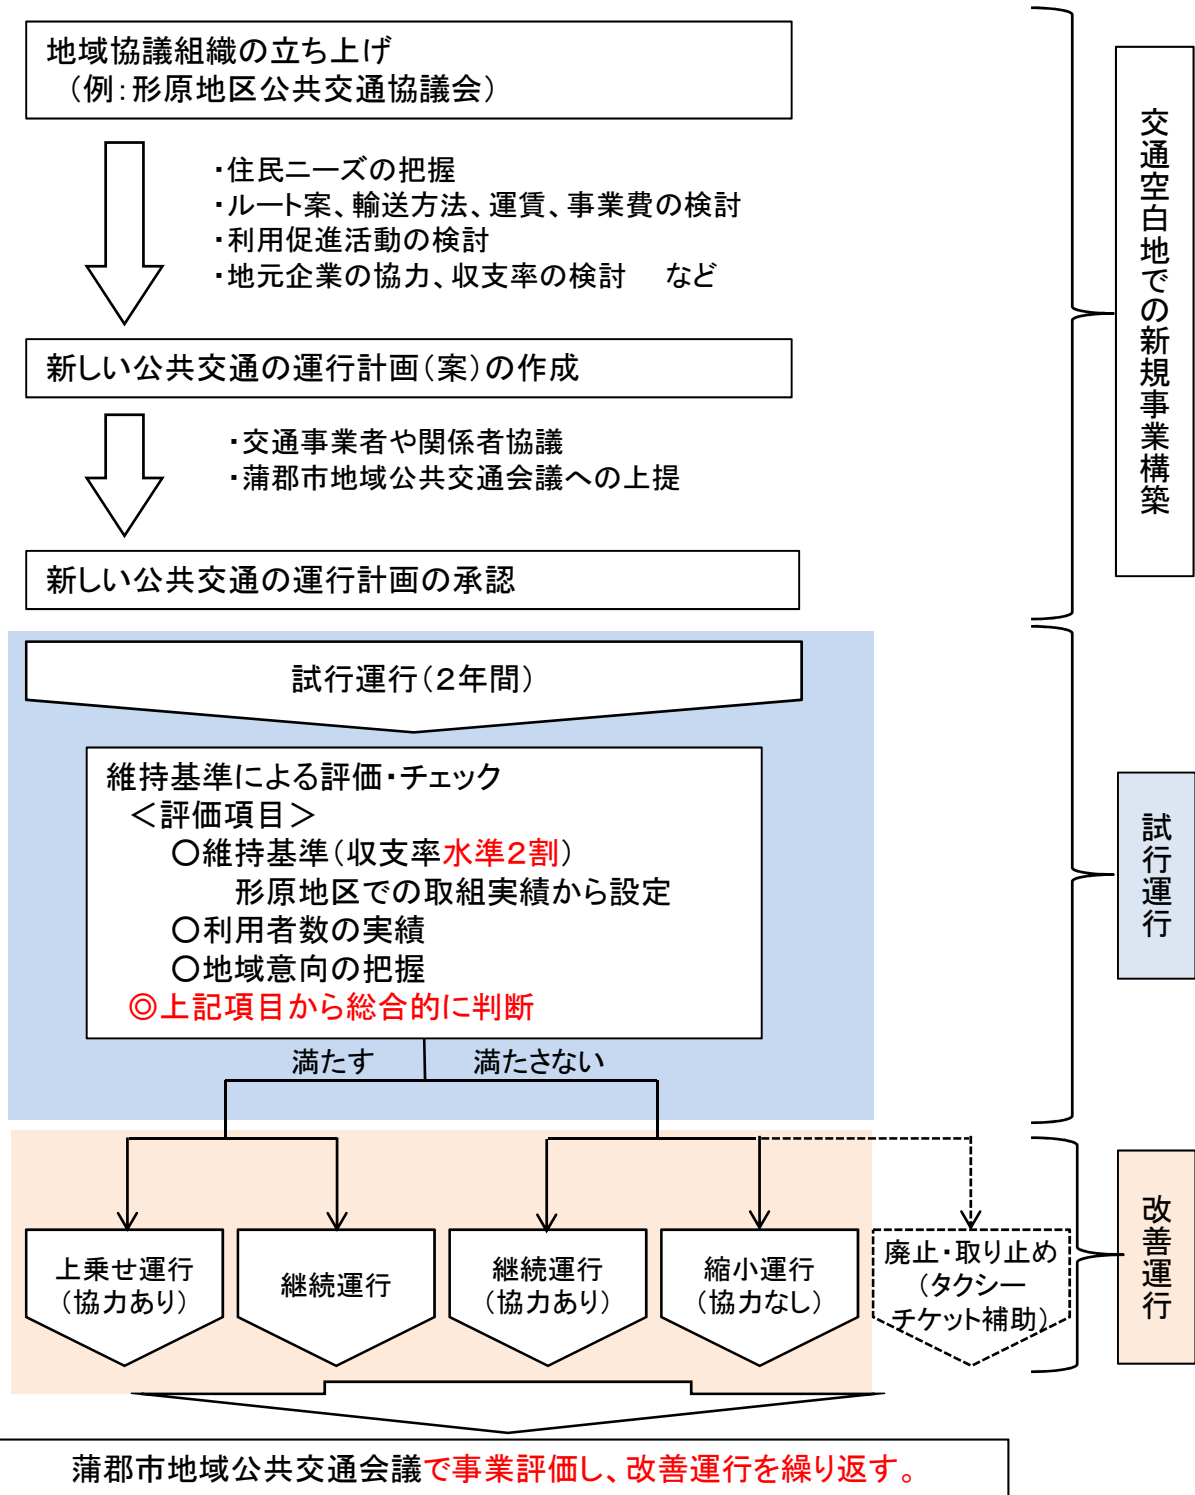 地域協議組織の立ち上げ
（例：形原地区公共交通協議会）
・住民ニーズの把握
・ルート案、輸送方法、運賃、事業費の検討
・利用促進活動の検討
・地元企業の協力、収支率の検討　など
新しい公共交通の運行計画（案）の作成
・交通事業者や関係者協議
・蒲郡市地域公共交通会議への上提
新しい公共交通の運行計画の承認
交通空白地での新規事業構築
試行運行（２年間）
維持基準による評価・チェック
＜評価項目＞
○維持基準（収支率水準２割）
形原地区での取組実績から設定
○利用者数の実績
○地域意向の把握
◎上記項目から総合的に判断
満たす　満たさない
試行運行
上乗せ運行
（協力あり）
継続運行
継続運行
（協力あり）
縮小運行
（協力なし）
廃止・取り止め
（タクシー
チケット補助）
改善運行
蒲郡市地域公共交通会議で事業評価し、改善運行を繰り返す。